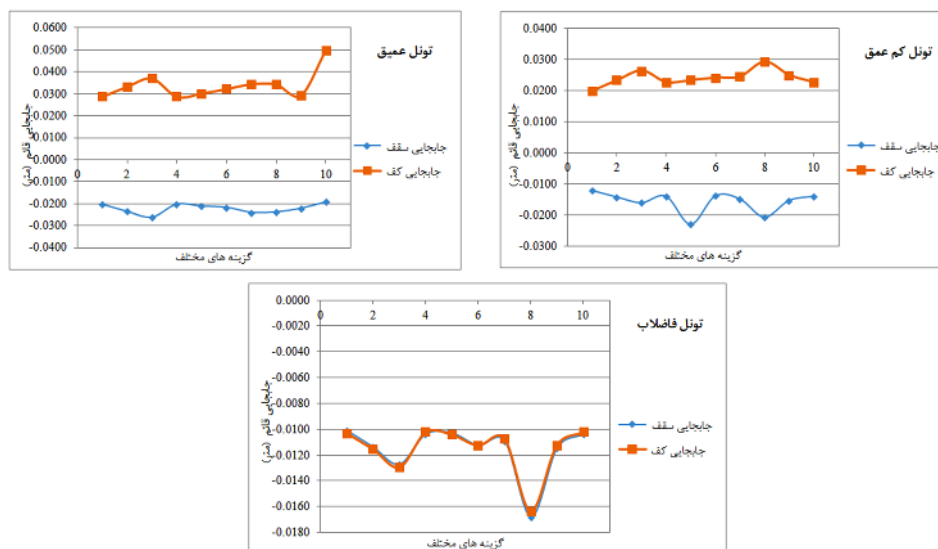 تونل عمیق
0.0600
0.0500
0.0400
0.0300
0.0200
0.0100
0.0000
-0.0100
-0.0200
-0.0300
-0.0400
0 2 4 6 8 10
جابجایی قائم (متر)
جابجایی سقف
جابجایی کف
گزینه های مختلف
تونل کم عمق
0.0400
0.0300
0.0200
0.0100
0.0000
-0.0100
-0.0200
-0.0300
0 2 4 6 8 10
جابجایی قائم (متر)
جابجایی سقف
جابجایی کف
گزینه های مختلف
تونل فاضلاب
0.0000
-0.0020
-0.0040
-0.0060
-0.0080
-0.0100
-0.0120
-0.0140
-0.0160
-0.0180
0 2 4 6 8 10
جابجایی قائم (متر)
جابجایی سقف
جابجایی کف
گزینه های مختلف